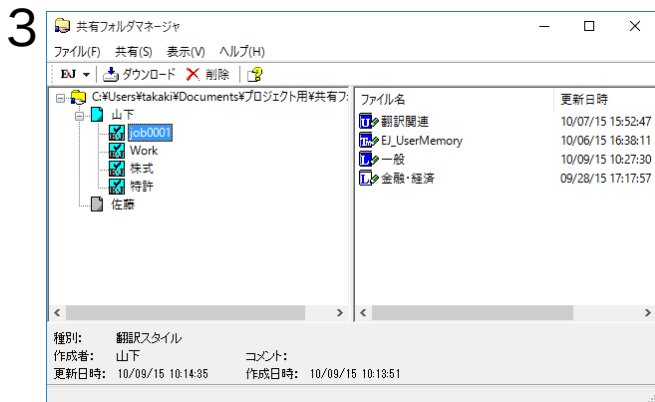 3
共有フォルダマネージャ
ファイル(F) 共有(S) 表示(V) ヘルプ(H)
EJ ダウンロード 削除
C:¥Users¥takaki¥Documents¥プロジェクト用¥共有フ
山下
job0001
Work
株式
特許
佐藤
ファイル名 更新日時
翻訳関連 10/07/15 15:52:47
EJ_UserMemory 10/06/15 16:38:11
一般 10/09/15 10:27:30
金融・経済 09/28/15 17:17:57
種別: 翻訳スタイル
作成者: 山下 コメント:
更新日時: 10/09/15 10:14:35 作成日時: 10/09/15 10:13:51